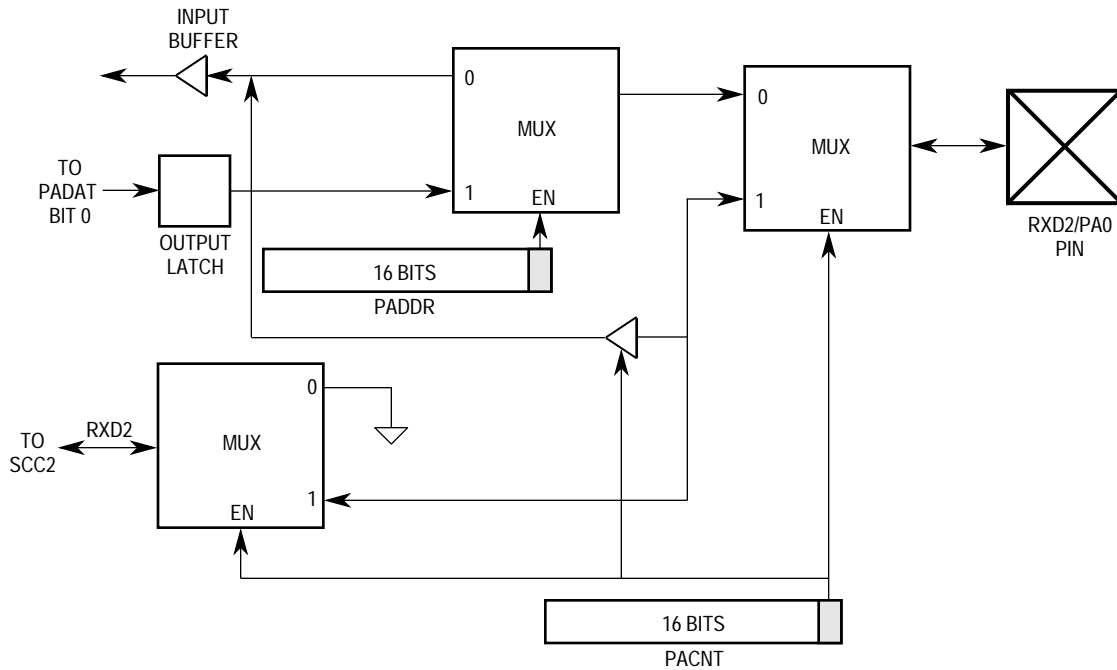 INPUT
BUFFER
0
MUX
1
EN
0
MUX
1
EN
TO
PADAT
BIT 0
OUTPUT
LATCH
RXD2/PA0
PIN
16 BITS
PADDR
0
MUX
1
EN
TO
SCC2
RXD2
16 BITS
PACNT